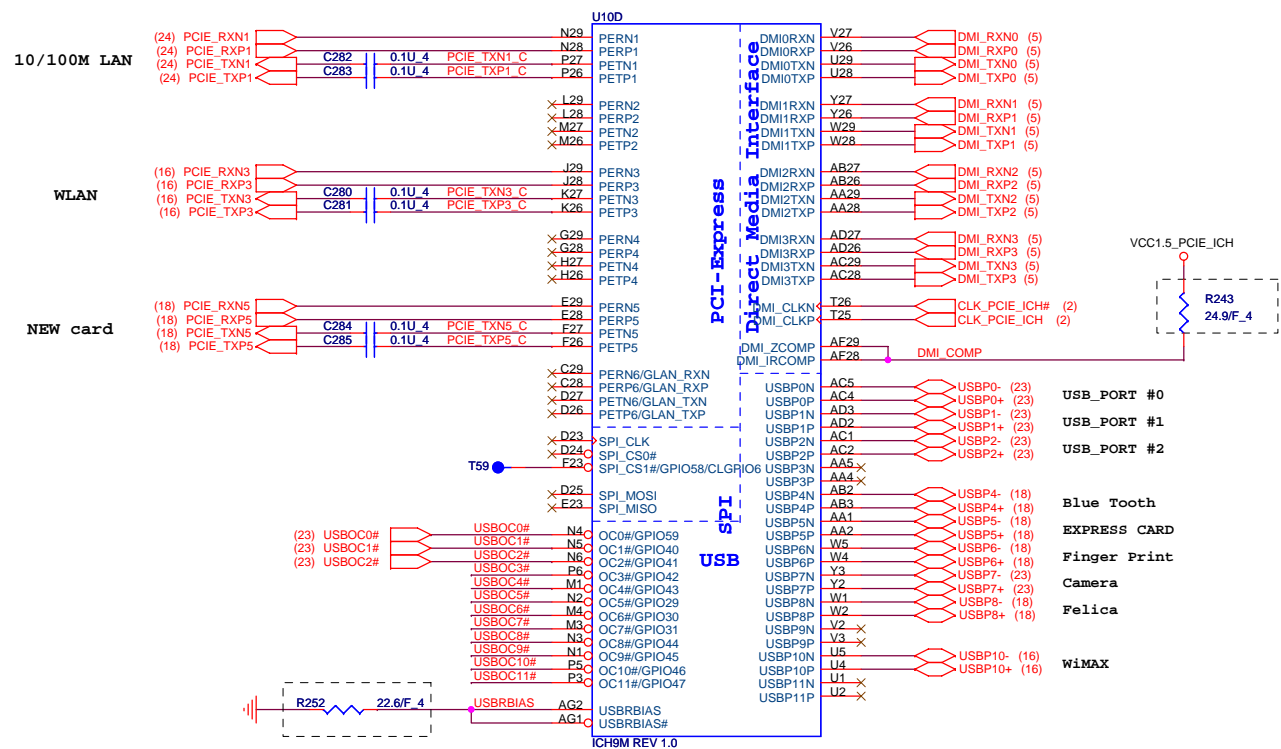 U10D
10/100M LAN
(24) PCIE_RXN1 N29 PERN1
(24) PCIE_RXP1 N28 PERP1
(24) PCIE_TXN1 C282 0.1U_4 PCIE_TXN1_C P27 PETN1
(24) PCIE_TXP1 C283 0.1U_4 PCIE_TXP1_C P26 PETP1
L29 PERN2
L28 PERP2
M27 PETN2
M26 PETP2
WLAN
(16) PCIE_RXN3 J29 PERN3
(16) PCIE_RXP3 J28 PERP3
(16) PCIE_TXN3 C280 0.1U_4 PCIE_TXN3_C K27 PETN3
(16) PCIE_TXP3 C281 0.1U_4 PCIE_TXP3_C K26 PETP3
G29 PERN4
G28 PERP4
H27 PETN4
H26 PETP4
NEW card
(18) PCIE_RXN5 E29 PERN5
(18) PCIE_RXP5 E28 PERP5
(18) PCIE_TXN5 C284 0.1U_4 PCIE_TXN5_C F27 PETN5
(18) PCIE_TXP5 C285 0.1U_4 PCIE_TXP5_C F26 PETP5
C29 PERN6/GLAN_RXN
C28 PERP6/GLAN_RXP
D27 PETN6/GLAN_TXN
D26 PETP6/GLAN_TXP
D23 SPI_CLK
D24 SPI_CS0#
T59 F23 SPI_CS1#/GPIO58/CLGPIO6
D25 SPI_MOSI
E23 SPI_MISO
(23) USBOC0# USBOC0# N4 OC0#/GPIO59
(23) USBOC1# USBOC1# N5 OC1#/GPIO40
(23) USBOC2# USBOC2# N6 OC2#/GPIO41
USBOC3# P6 OC3#/GPIO42
USBOC4# M1 OC4#/GPIO43
USBOC5# N2 OC5#/GPIO29
USBOC6# M4 OC6#/GPIO30
USBOC7# M3 OC7#/GPIO31
USBOC8# N3 OC8#/GPIO44
USBOC9# N1 OC9#/GPIO45
USBOC10# P5 OC10#/GPIO46
USBOC11# P3 OC11#/GPIO47
R252 22.6/F_4 USBRBIAS AG2 USBRBIAS
AG1 USBRBIAS#
PCI-Express
Direct Media Interface
SPI
USB
DMI0RXN V27 DMI_RXN0 (5)
DMI0RXP V26 DMI_RXP0 (5)
DMI0TXN U29 DMI_TXN0 (5)
DMI0TXP U28 DMI_TXP0 (5)
DMI1RXN Y27 DMI_RXN1 (5)
DMI1RXP Y26 DMI_RXP1 (5)
DMI1TXN W29 DMI_TXN1 (5)
DMI1TXP W28 DMI_TXP1 (5)
DMI2RXN AB27 DMI_RXN2 (5)
DMI2RXP AB26 DMI_RXP2 (5)
DMI2TXN AA29 DMI_TXN2 (5)
DMI2TXP AA28 DMI_TXP2 (5)
DMI3RXN AD27 DMI_RXN3 (5)
DMI3RXP AD26 DMI_RXP3 (5)
DMI3TXN AC29 DMI_TXN3 (5)
DMI3TXP AC28 DMI_TXP3 (5)
VCC1.5_PCIE_ICH
R243
24.9/F_4
DMI_CLKN T26 CLK_PCIE_ICH# (2)
DMI_CLKP T25 CLK_PCIE_ICH (2)
DMI_ZCOMP AF29
DMI_IRCOMP AF28 DMI_COMP
USBP0N AC5 USBP0- (23)
USBP0P AC4 USBP0+ (23) USB_PORT #0
USBP1N AD3 USBP1- (23)
USBP1P AD2 USBP1+ (23) USB_PORT #1
USBP2N AC1 USBP2- (23)
USBP2P AC2 USBP2+ (23) USB_PORT #2
USBP3N AA5
USBP3P AA4
USBP4N AB2 USBP4- (18)
USBP4P AB3 USBP4+ (18) Blue Tooth
USBP5N AA1 USBP5- (18)
USBP5P AA2 USBP5+ (18) EXPRESS CARD
USBP6N W5 USBP6- (18)
USBP6P W4 USBP6+ (18) Finger Print
USBP7N Y3 USBP7- (23)
USBP7P Y2 USBP7+ (23) Camera
USBP8N W1 USBP8- (18)
USBP8P W2 USBP8+ (18) Felica
USBP9N V2
USBP9P V3
USBP10N U5 USBP10- (16)
USBP10P U4 USBP10+ (16) WiMAX
USBP11N U1
USBP11P U2
ICH9M REV 1.0